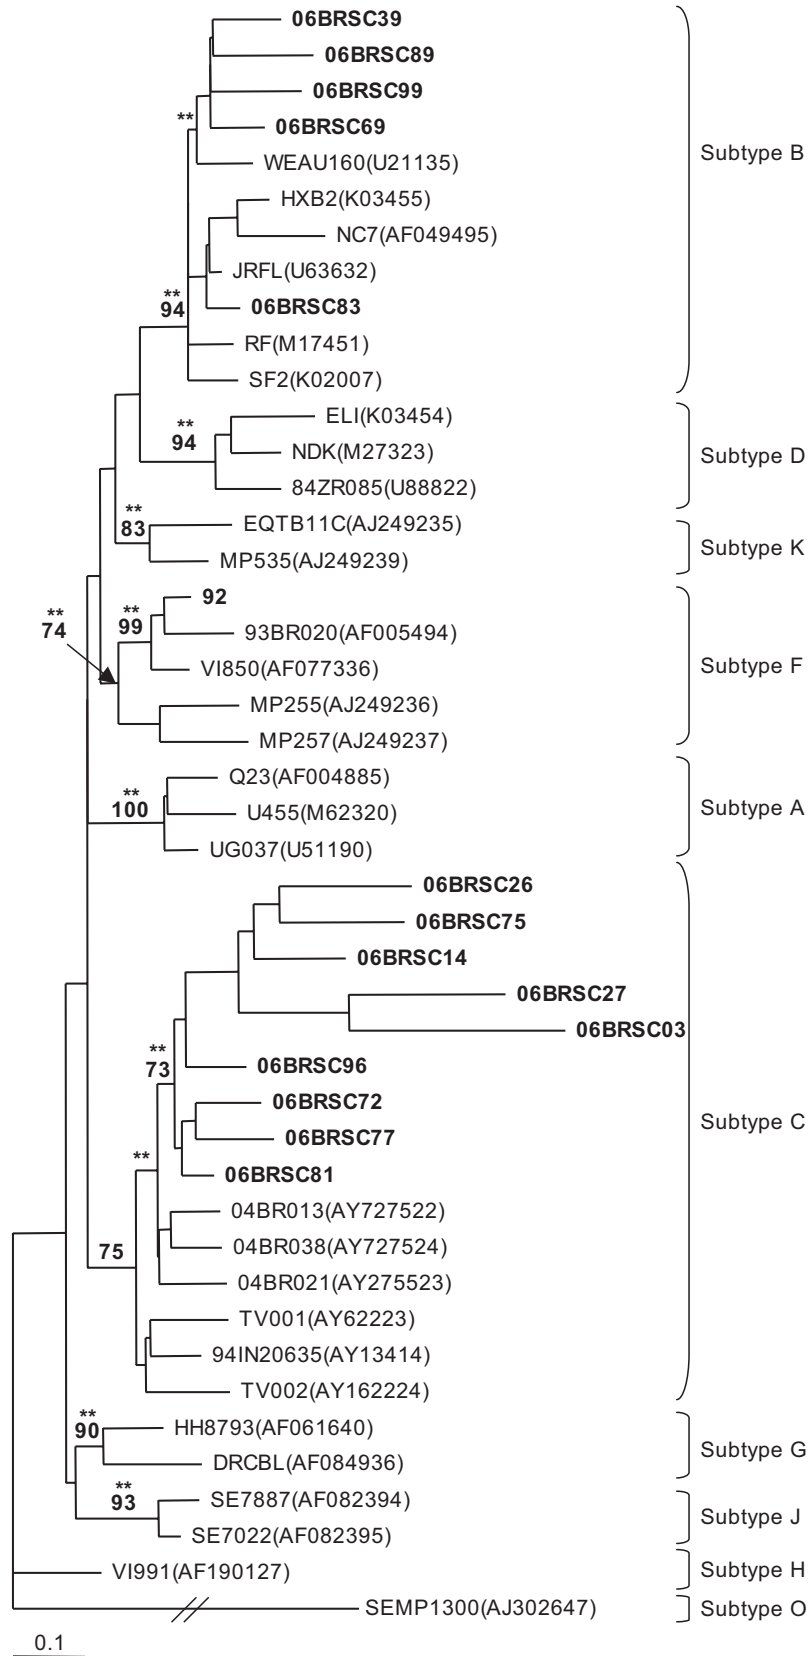 06BRSC39
06BRSC89
06BRSC99
**
06BRSC69
Subtype B
WEAU160(U21135)
HXB2(K03455)
NC7(AF049495)
JRFL(U63632)
**
94
06BRSC83
RF(M17451)
SF2(K02007)
ELI(K03454)
**
94
NDK(M27323)
Subtype D
84ZR085(U88822)
**
83
EQTB11C(AJ249235)
Subtype K
MP535(AJ249239)
92
**
74
**
99
93BR020(AF005494)
VI850(AF077336)
Subtype F
MP255(AJ249236)
MP257(AJ249237)
Q23(AF004885)
**
100
U455(M62320)
Subtype A
UG037(U51190)
06BRSC26
06BRSC75
06BRSC14
06BRSC27
06BRSC03
**
73
06BRSC96
06BRSC72
Subtype C
06BRSC77
**
06BRSC81
04BR013(AY727522)
75
04BR038(AY727524)
04BR021(AY275523)
TV001(AY62223)
94IN20635(AY13414)
TV002(AY162224)
**
90
HH8793(AF061640)
Subtype G
DRCBL(AF084936)
**
93
SE7887(AF082394)
Subtype J
SE7022(AF082395)
VI991(AF190127)
Subtype H
SEMP1300(AJ302647)
Subtype O
0.1